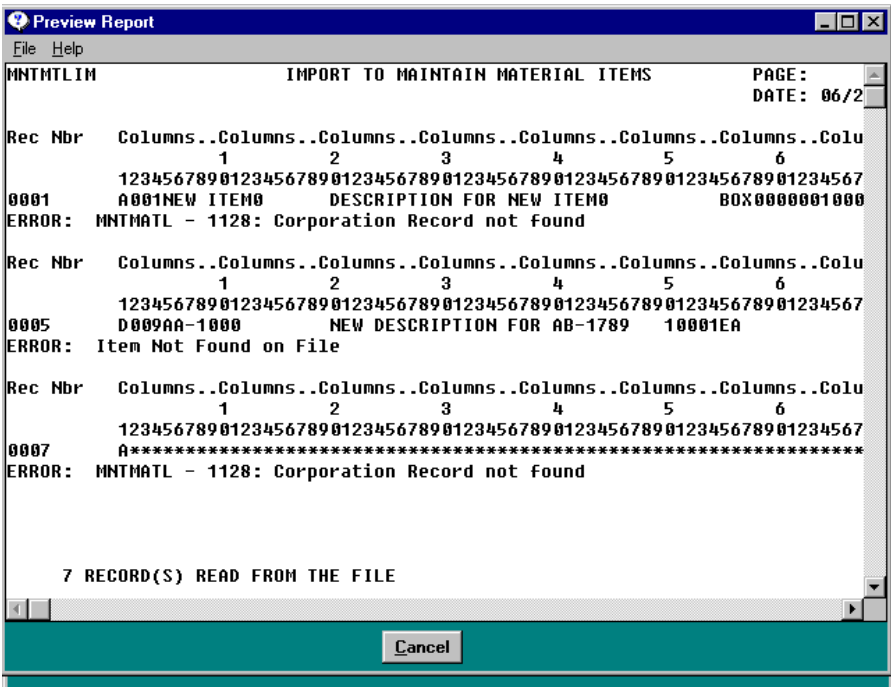 Preview Report
File Help
MNTMTLIM IMPORT TO MAINTAIN MATERIAL ITEMS PAGE:
DATE: 06/2
Rec Nbr Columns..Columns..Columns..Columns..Columns..Columns..Colu
1 2 3 4 5 6
1234567890123456789012345678901234567890123456789012345678901234567
0001 A001NEW ITEM0 DESCRIPTION FOR NEW ITEM0 BOX0000001000
ERROR: MNTMATL - 1128: Corporation Record not found
Rec Nbr Columns..Columns..Columns..Columns..Columns..Columns..Colu
1 2 3 4 5 6
1234567890123456789012345678901234567890123456789012345678901234567
0005 D009AA-1000 NEW DESCRIPTION FOR AB-1789 10001EA
ERROR: Item Not Found on File
Rec Nbr Columns..Columns..Columns..Columns..Columns..Columns..Colu
1 2 3 4 5 6
1234567890123456789012345678901234567890123456789012345678901234567
0007 A******************************************************************
ERROR: MNTMATL - 1128: Corporation Record not found
7 RECORD(S) READ FROM THE FILE
Cancel